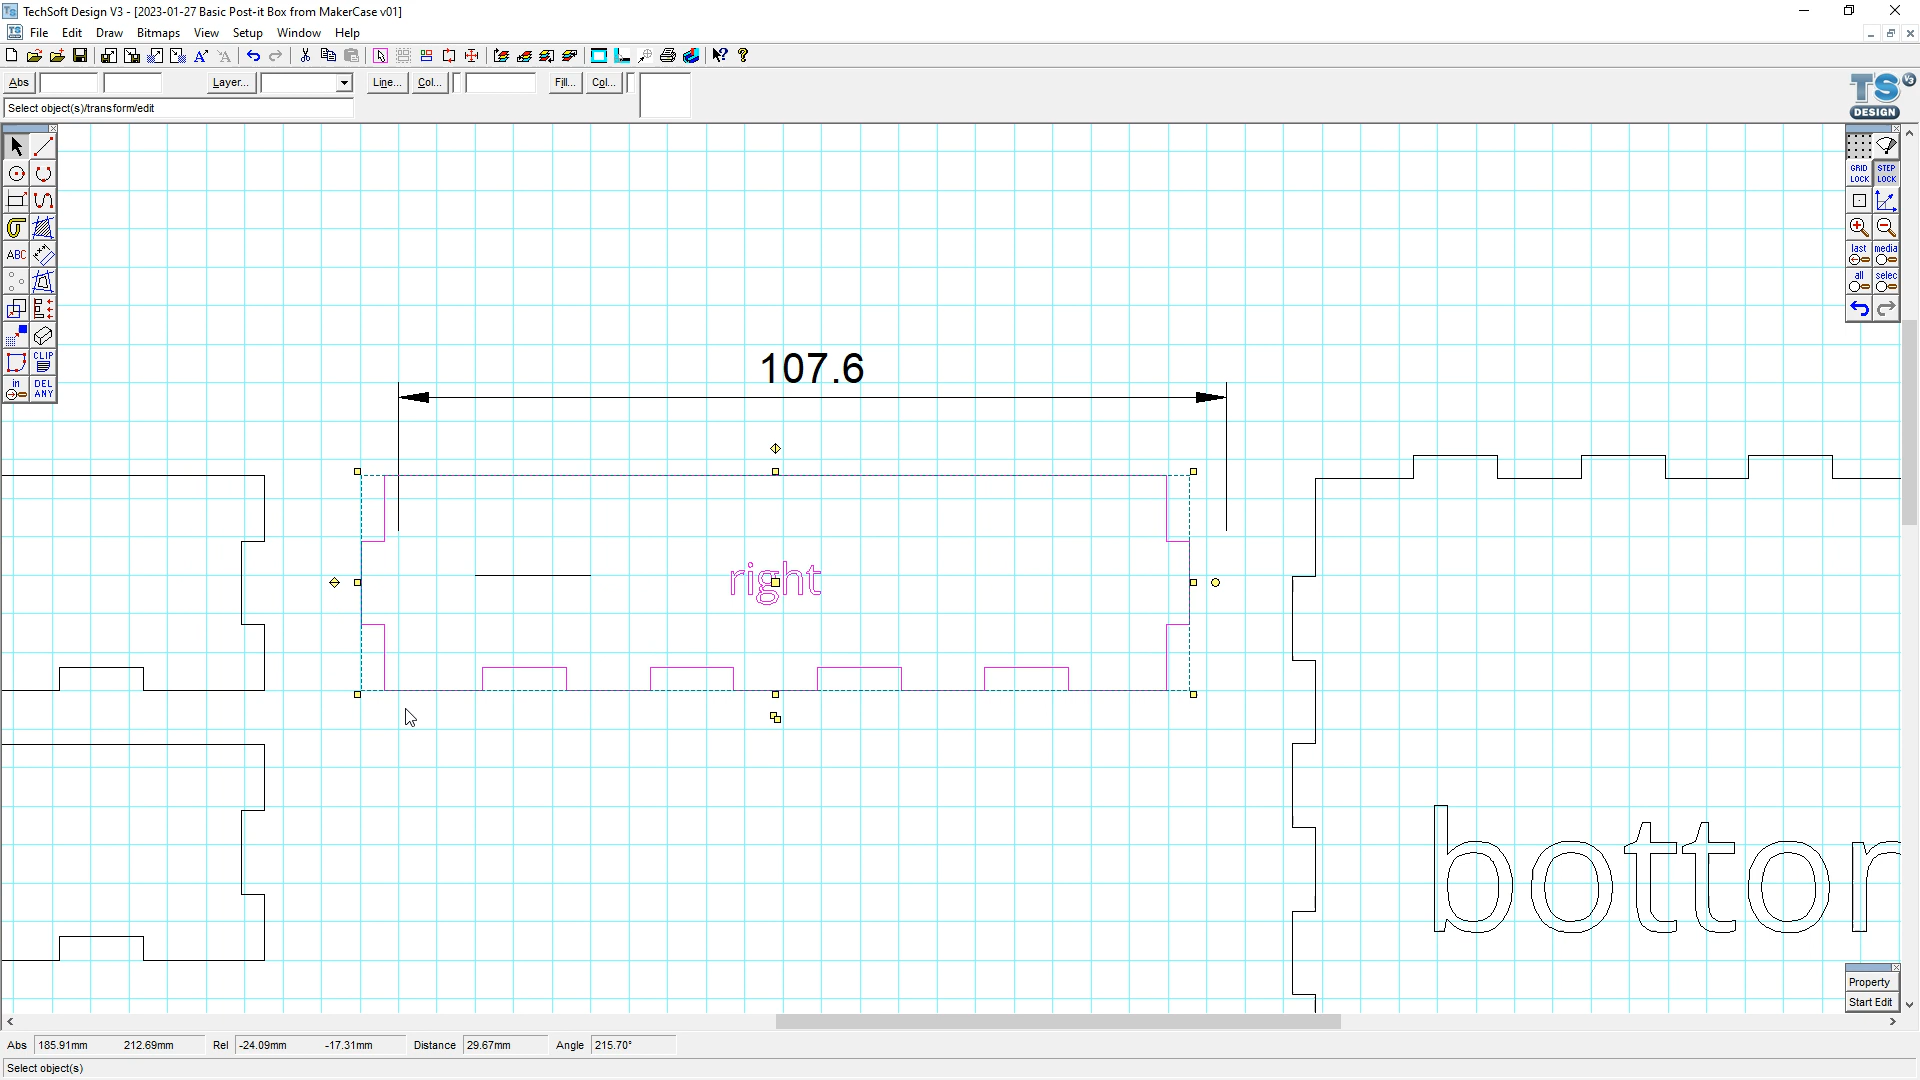 TechSoft Design V3 - [2023-01-27 Basic Post-it Box from MakerCase v01]
File Edit Draw Bitmaps View Setup Window Help
Abs Layer... Line... Col... Fill... Col...
Select object(s)/transform/edit
TS V3
DESIGN
GRID LOCK STEP LOCK
ABC
last media
all selec
CLIP
in DEL ANY
107.6
right
bottor
Property
Start Edit
Abs 185.91mm 212.69mm Rel -24.09mm -17.31mm Distance 29.67mm Angle 215.70°
Select object(s)